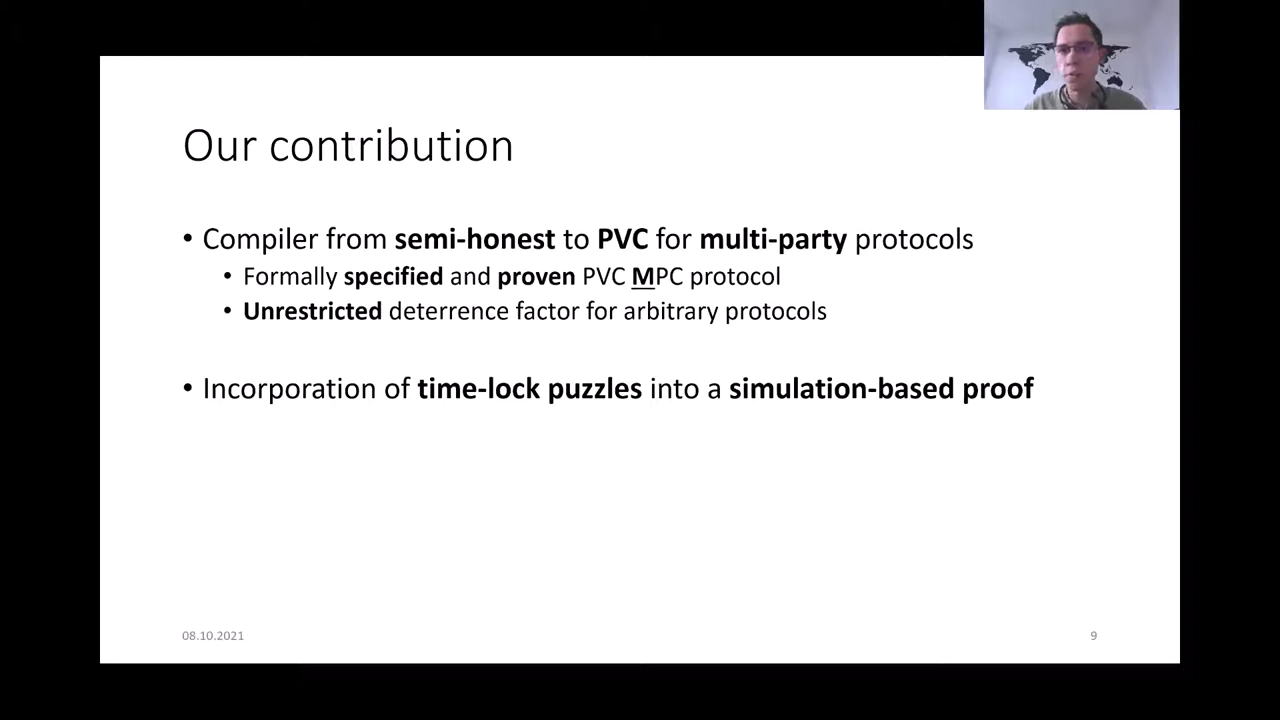 Our contribution
• Compiler from semi-honest to PVC for multi-party protocols
• Formally specified and proven PVC MPC protocol
• Unrestricted deterrence factor for arbitrary protocols
• Incorporation of time-lock puzzles into a simulation-based proof
08.10.2021
9